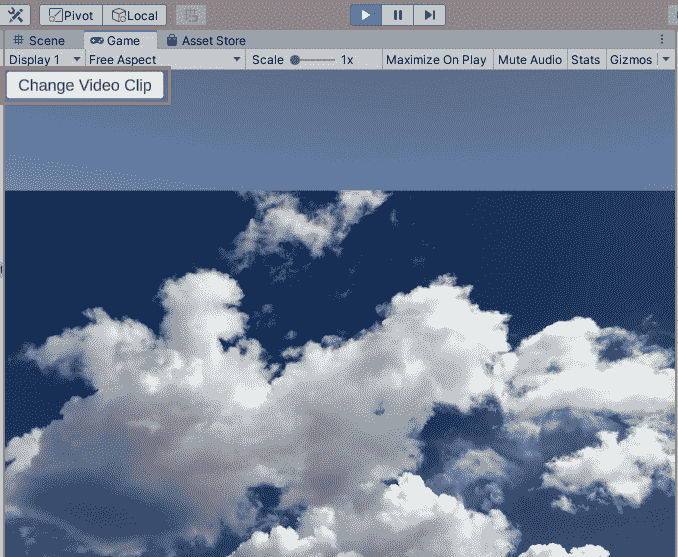 Pivot Local
Scene Game Asset Store
Display 1 Free Aspect Scale 1x Maximize On Play Mute Audio Stats Gizmos
Change Video Clip